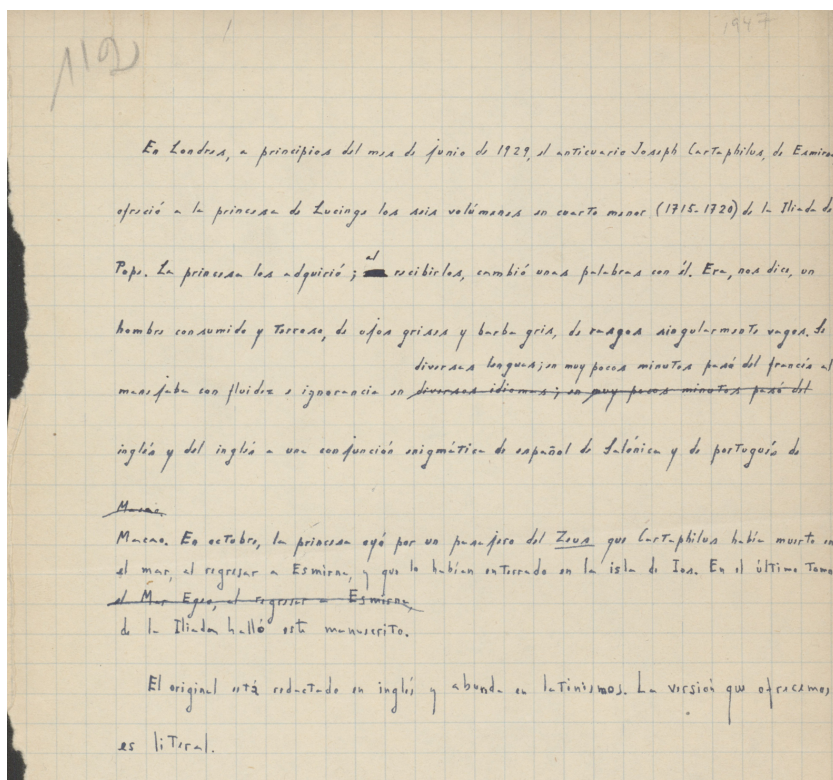 112
1947
En Londres, a principios del mes de junio de 1929, el anticuario Joseph Cartaphilus, de Esmirna
ofreció a la princesa de Lucinge los seis volúmenes en cuarto menor (1715-1720) de la Ilíada de
al
Pope. La princesa los adquirió; recibirlos, cambió unas palabras con él. Era, nos dice, un
hombre consumido y terroso, de ojos grises y barba gris, de rasgos singularmente vagos. Se
diversas lenguas; en muy pocos minutos pasó del francés al
manejaba con fluidez e ignorancia en diversos idiomas; en muy pocos minutos pasó del
inglés y del inglés a una conjunción enigmática de español de Salónica y de portugués de
Macao
Macao. En octubre, la princesa oyó por un pasajero del Zeus que Cartaphilus había muerto en
el mar, al regresar a Esmirna, y que lo habían enterrado en la isla de Ios. En el último tomo
el Mar Egeo, al regresar a Esmirna,
de la Ilíada halló este manuscrito.
El original está redactado en inglés y abunda en latinismos. La versión que ofrecemos
es literal.